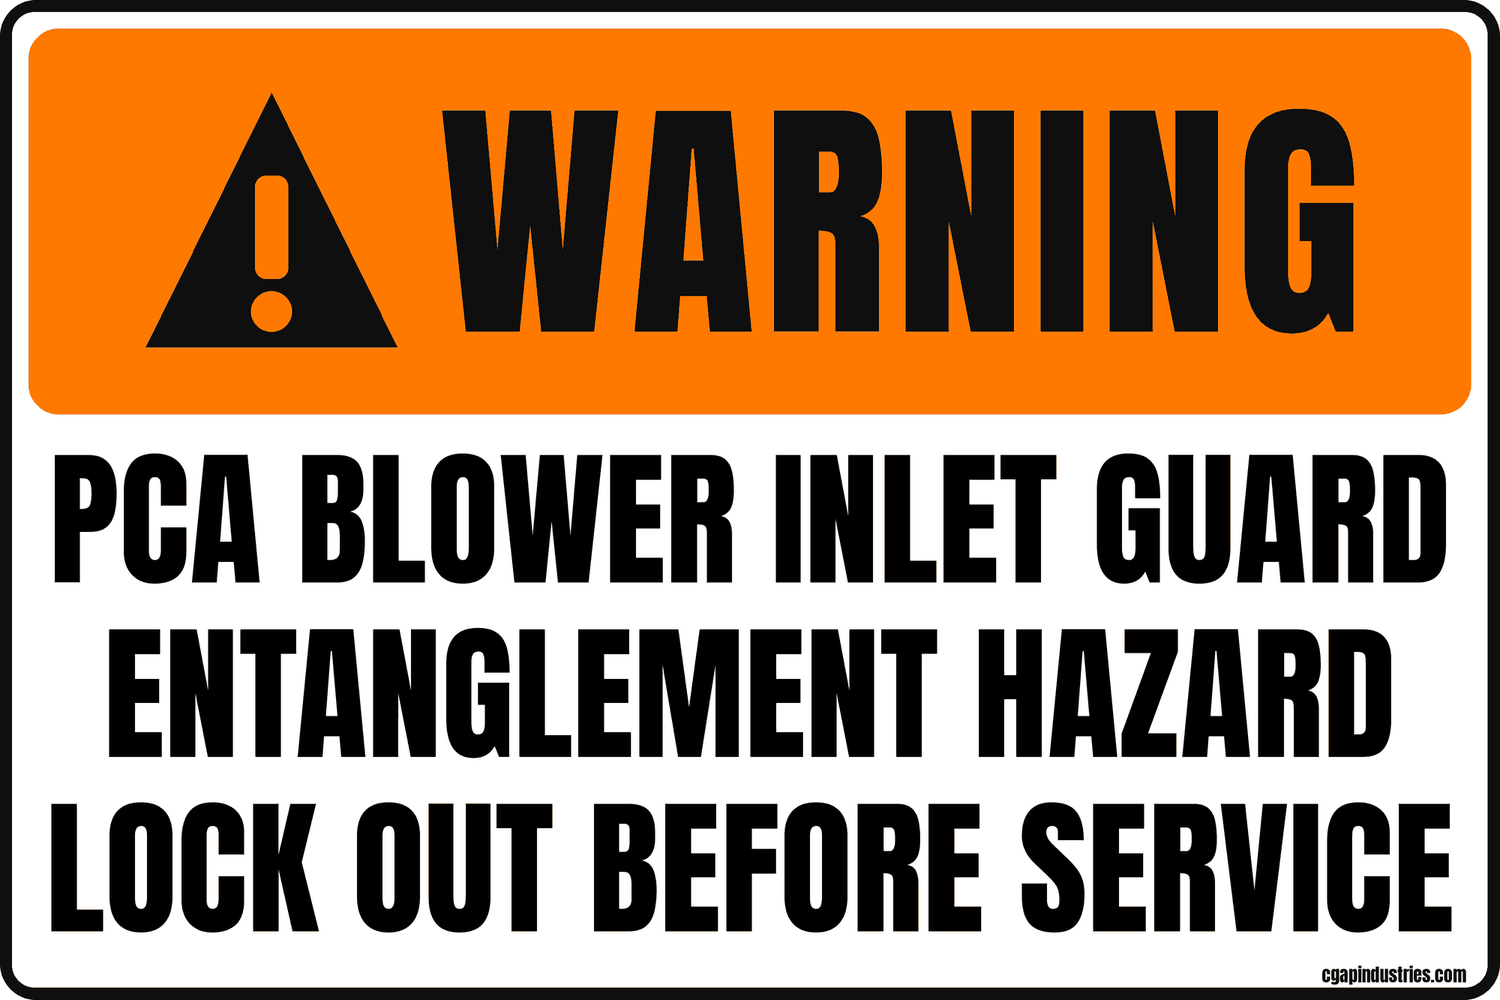 WARNING
PCA BLOWER INLET GUARD
ENTANGLEMENT HAZARD
LOCK OUT BEFORE SERVICE
cgapindustries.com